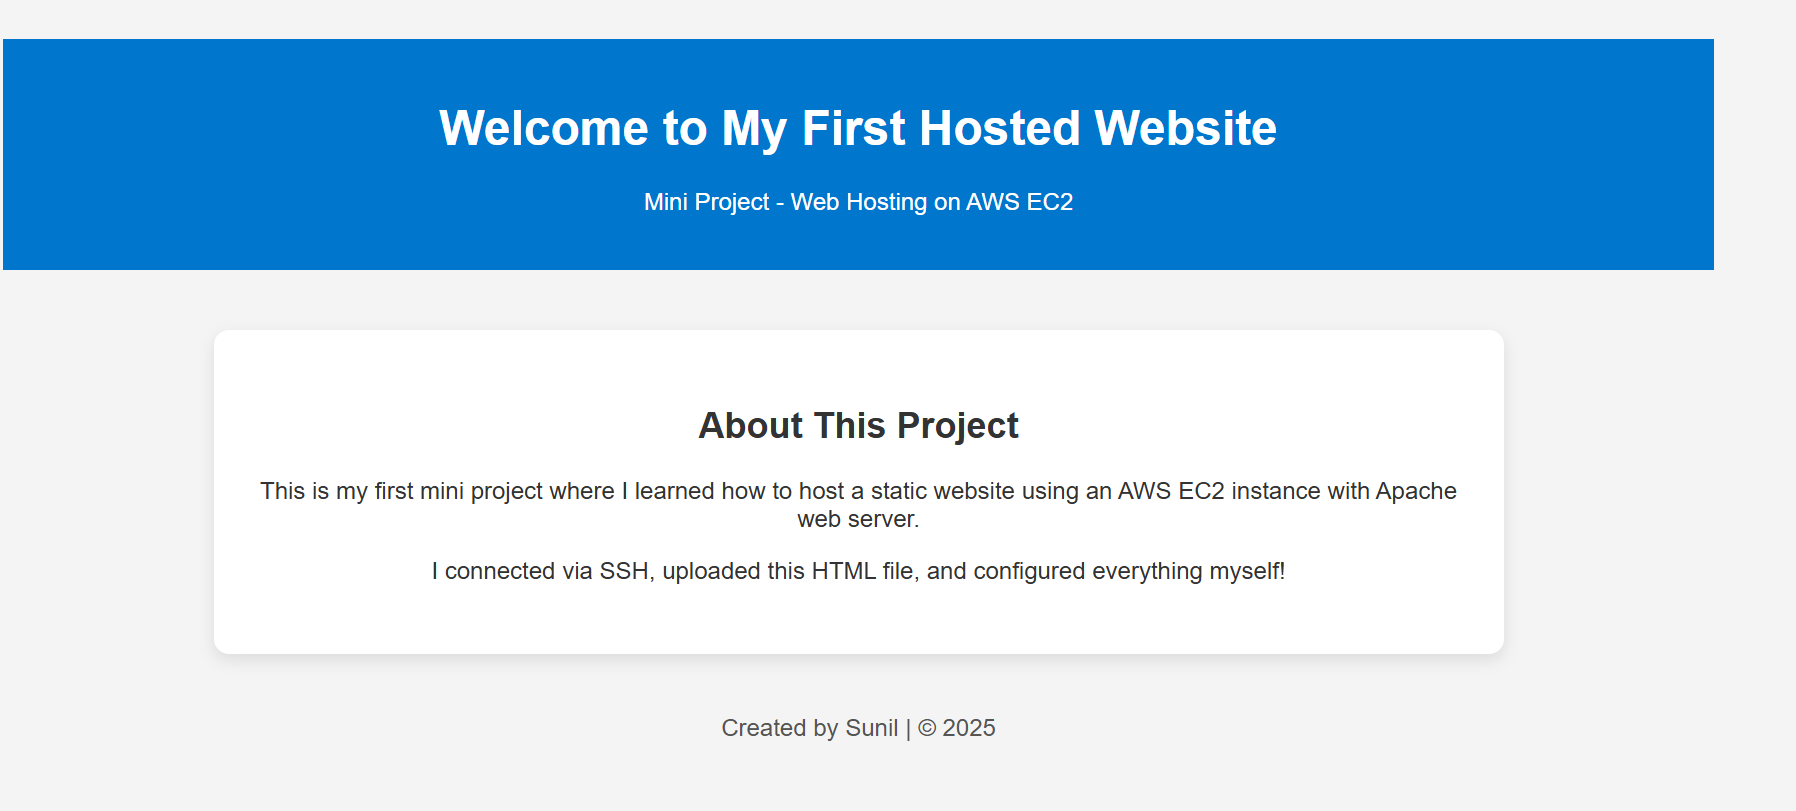 Welcome to My First Hosted Website
Mini Project - Web Hosting on AWS EC2
About This Project
This is my first mini project where I learned how to host a static website using an AWS EC2 instance with Apache
web server.
I connected via SSH, uploaded this HTML file, and configured everything myself!
Created by Sunil | © 2025